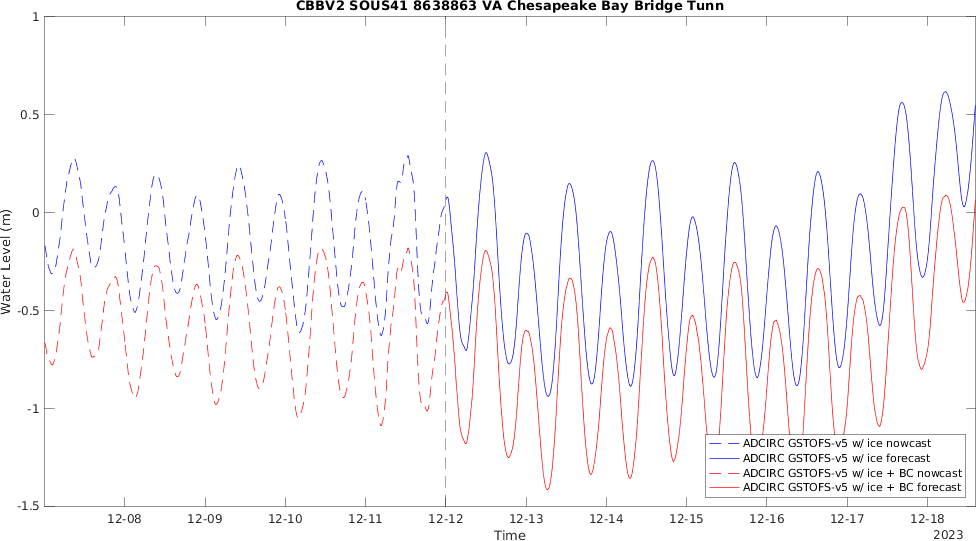 CBBV2 SOUS41 8638863 VA Chesapeake Bay Bridge Tunn
1
0.5
0
-0.5
-1
-1.5
Water Level (m)
12-08 12-09 12-10 12-11 12-12 12-13 12-14 12-15 12-16 12-17 12-18
Time
2023
ADCIRC GSTOFS-v5 w/ ice nowcast
ADCIRC GSTOFS-v5 w/ ice forecast
ADCIRC GSTOFS-v5 w/ ice + BC nowcast
ADCIRC GSTOFS-v5 w/ ice + BC forecast